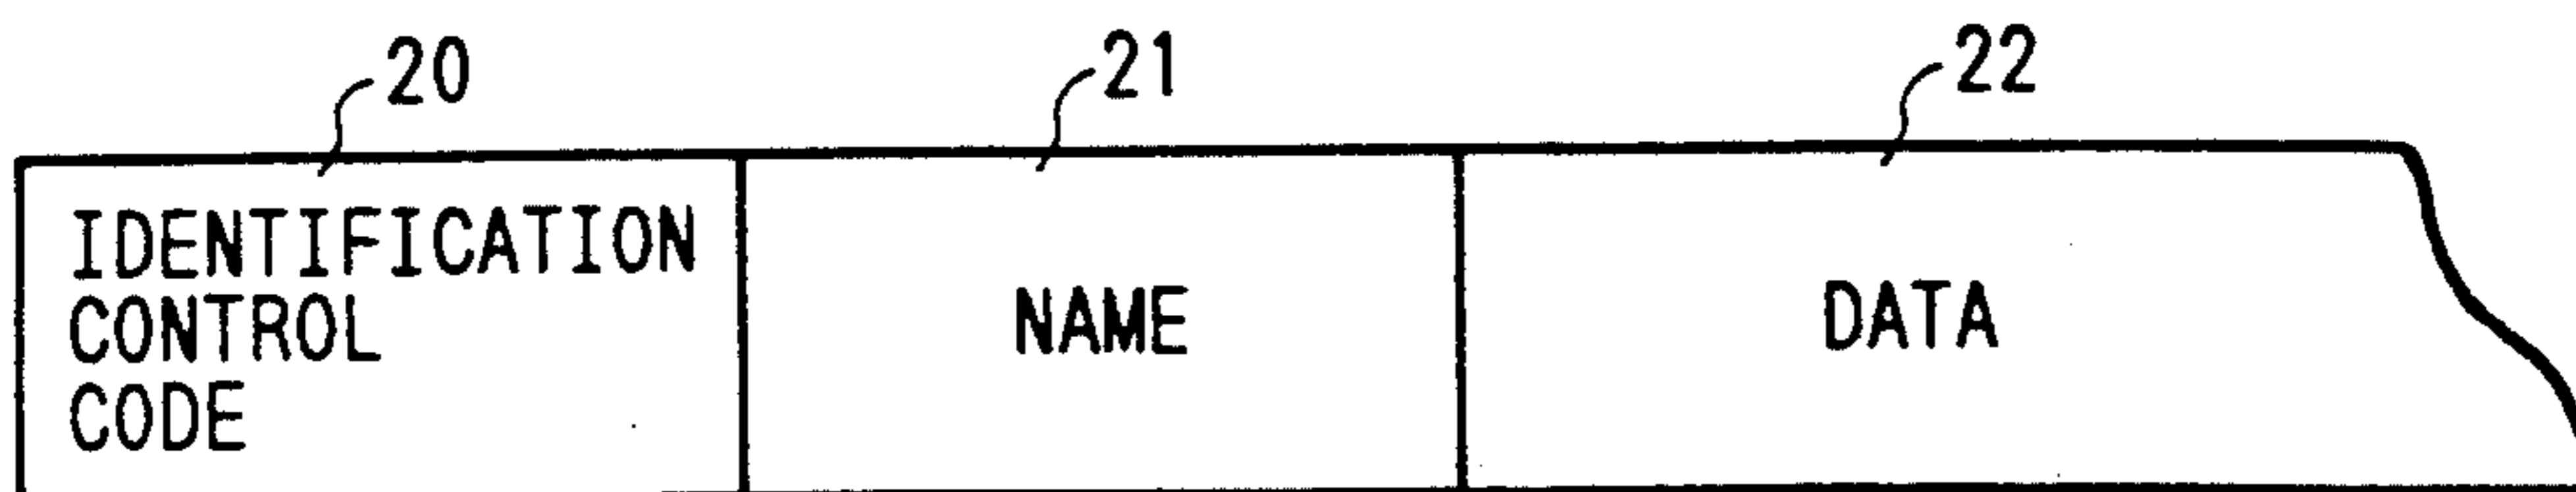 20
21
22
IDENTIFICATION
CONTROL
CODE
NAME
DATA